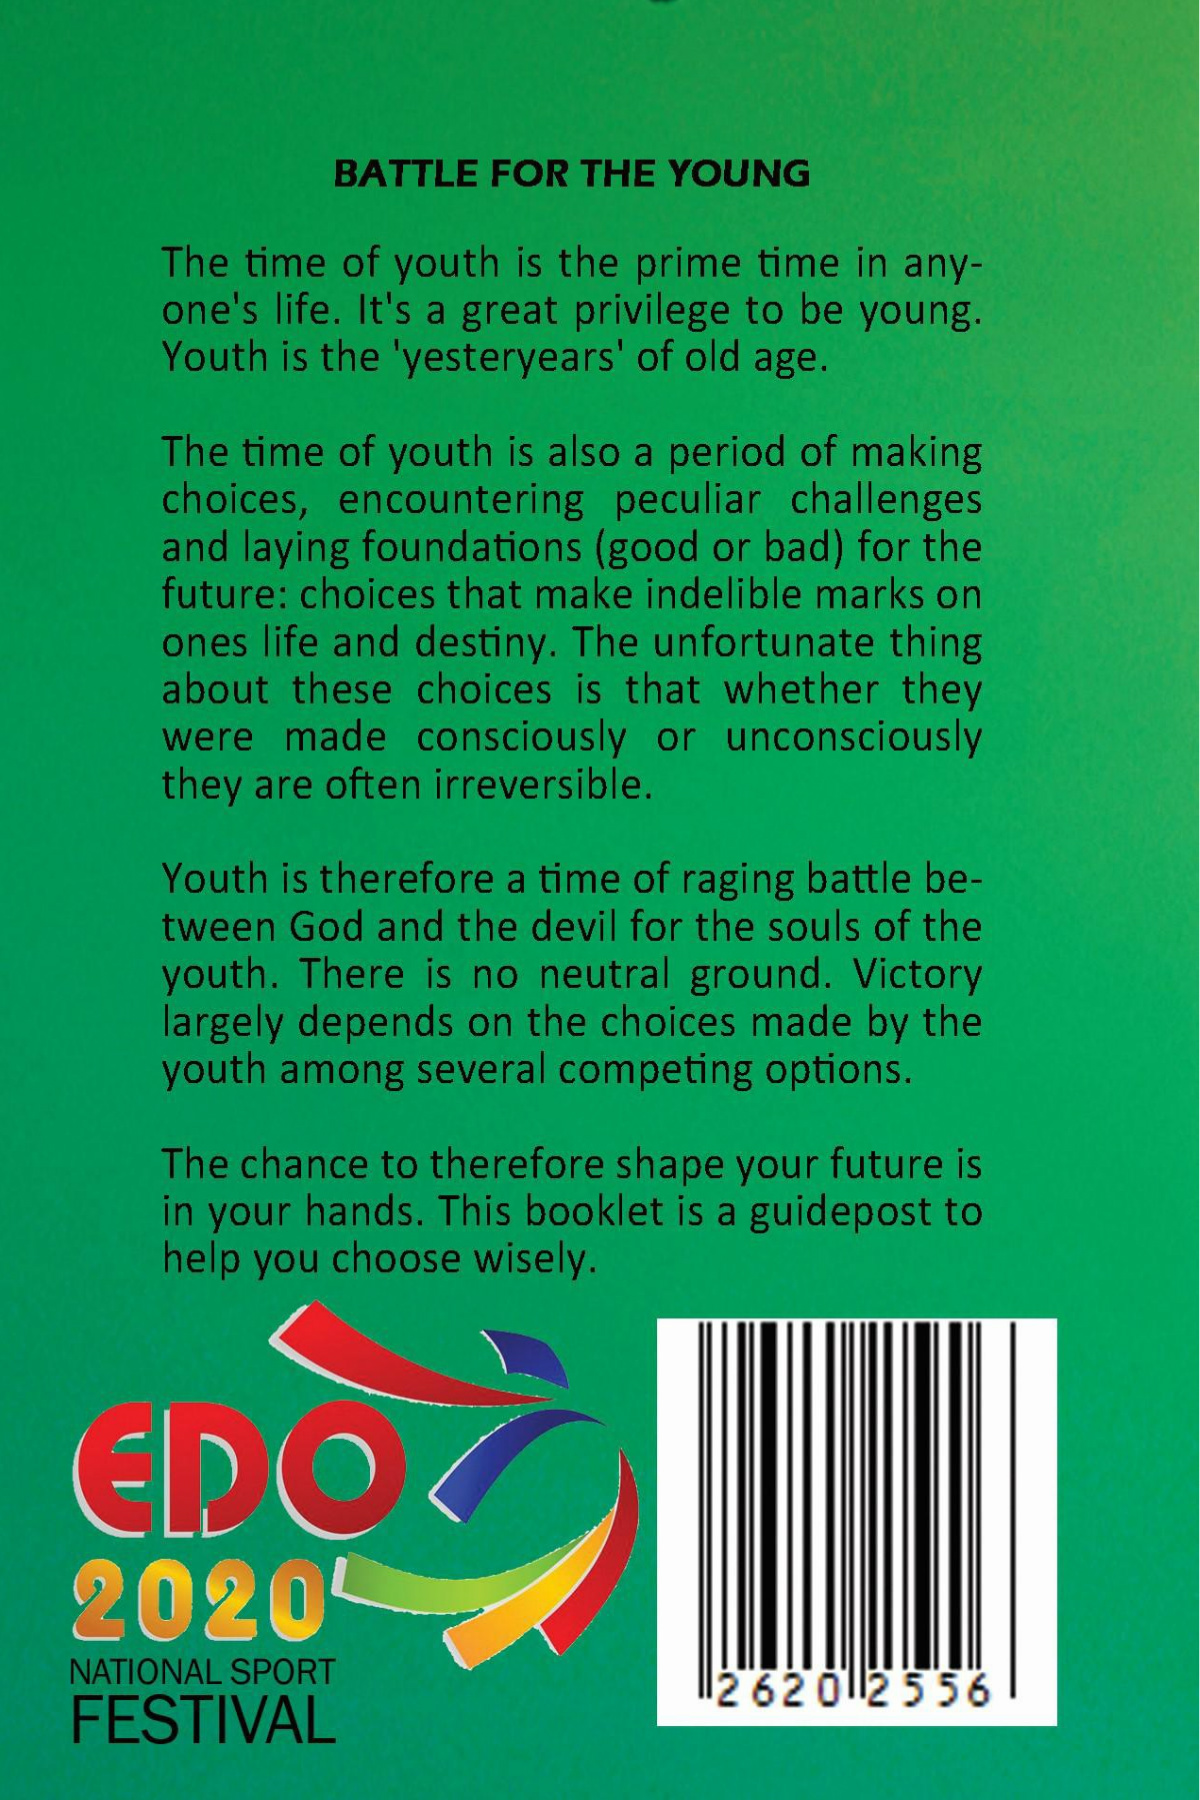 BATTLE FOR THE YOUNG
The time of youth is the prime time in any-
one's life. It's a great privilege to be young.
Youth is the 'yesteryears' of old age.
The time of youth is also a period of making
choices, encountering peculiar challenges
and laying foundations (good or bad) for the
future: choices that make indelible marks on
ones life and destiny. The unfortunate thing
about these choices is that whether they
were made consciously or unconsciously
they are often irreversible.
Youth is therefore a time of raging battle be-
tween God and the devil for the souls of the
youth. There is no neutral ground. Victory
largely depends on the choices made by the
youth among several competing options.
The chance to therefore shape your future is
in your hands. This booklet is a guidepost to
help you choose wisely.
EDO
2020
NATIONAL SPORT
FESTIVAL
2620 2556